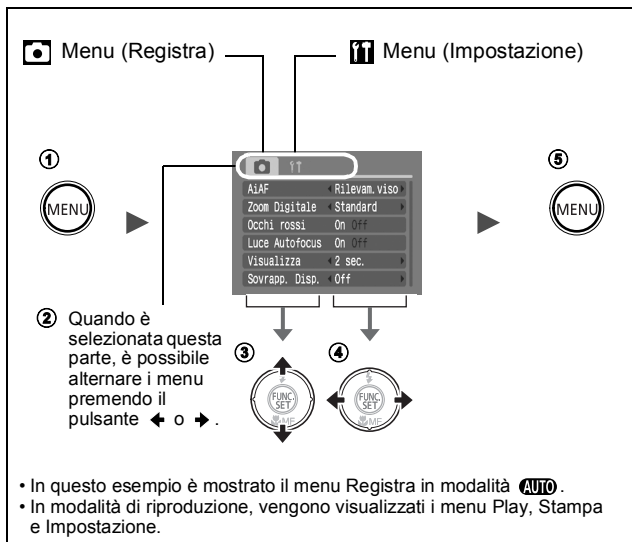 Menu (Registra)
Menu (Impostazione)
①
MENU
AiAF Rilevam.viso
Zoom Digitale Standard
Occhi rossi On Off
Luce Autofocus On Off
Visualizza 2 sec.
Sovrapp. Disp. Off
⑤
MENU
② Quando è
selezionata questa
parte, è possibile
alternare i menu
premendo il
pulsante ← o →.
③
FUNC.
SET
MF
④
FUNC.
SET
MF
• In questo esempio è mostrato il menu Registra in modalità AUTO.
• In modalità di riproduzione, vengono visualizzati i menu Play, Stampa
e Impostazione.